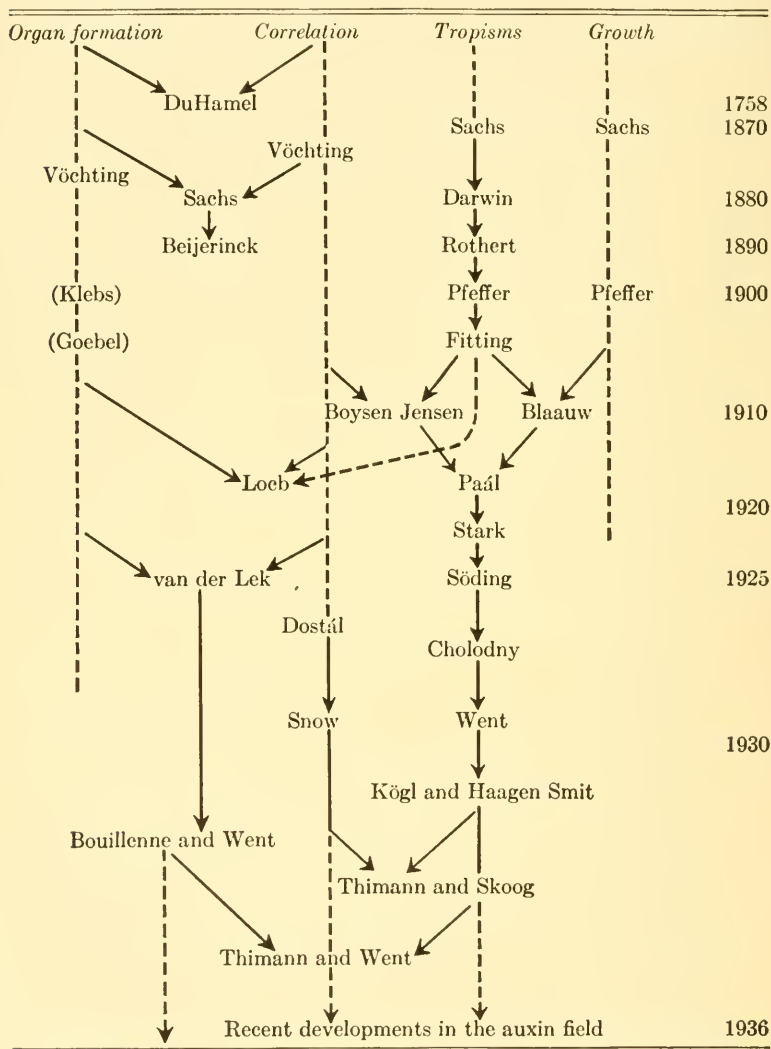 Organ formation Correlation Tropisms Growth
DuHamel 1758
Sachs Sachs 1870
Vöchting
Vöchting
Sachs Darwin 1880
Beijerinck Rothert 1890
(Klebs) Pfeffer Pfeffer 1900
(Goebel) Fitting
Boysen Jensen Blaauw 1910
Loeb Paál
1920
Stark
van der Lek Söding 1925
Dostál
Cholodny
Snow Went
1930
Kögl and Haagen Smit
Bouillenne and Went
Thimann and Skoog
Thimann and Went
Recent developments in the auxin field 1936